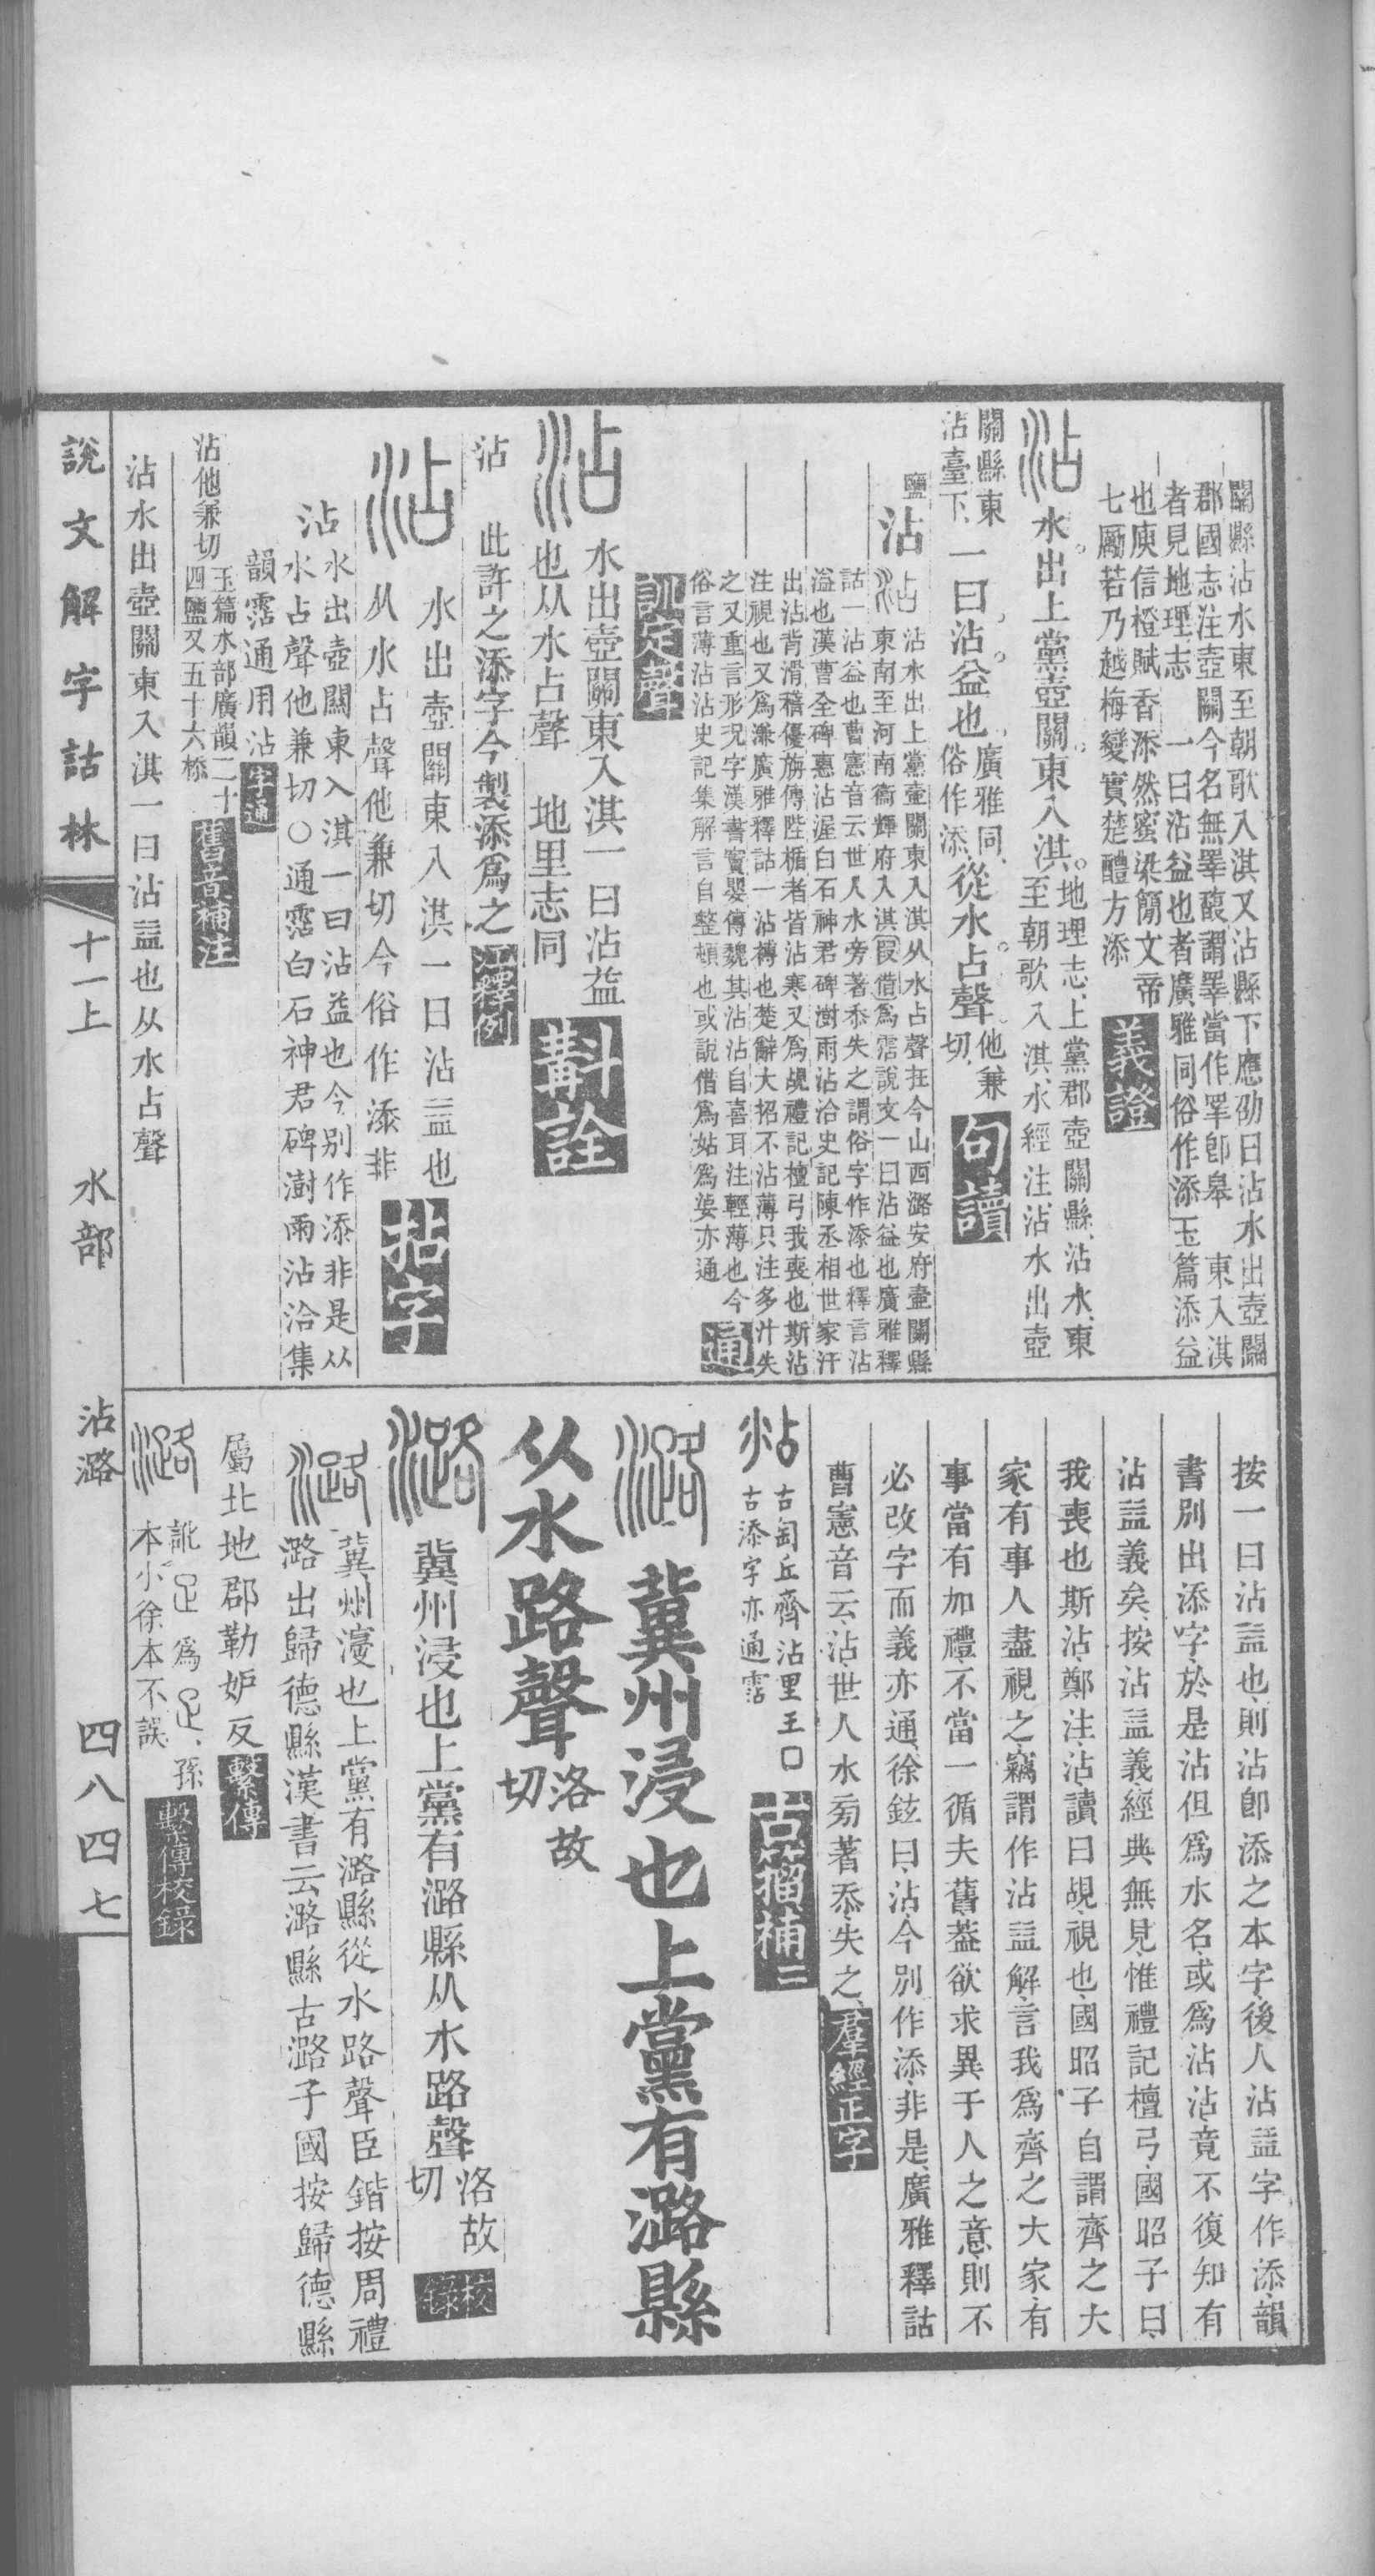 關縣沾水東至朝歌入淇又沾縣下應劭曰沾水出壺關
郡國志注壺關今名無睪馥謂睪當作睪卽皋 東入淇
者見地理志 一曰沾益也者廣雅同俗作添玉篇添益
也庾信橙賦香添然蜜梁簡文帝
七勵若乃越梅變實楚醴方添
義證
沾
水出上黨壺關東入淇
地理志上黨郡壺關縣沾水東
至朝歌入淇水經注沾水出壺
關縣東
沾臺下
一曰沾益也
廣雅同
俗作添
從水占聲
他兼
切
句讀
鹽
沾
沾水出上黨壺關東入淇从水占聲在今山西潞安府壺關縣
東南至河南衞輝府入淇叚借爲䨙說文一曰沾益也廣雅釋
詁一沾益也曹憲音云世人水旁著忝失之謂俗字作添也釋言沾
溢也漢曹全碑惠沾渥白石神君碑澍雨沾洽史記陳丞相世家汗
出沾背滑稽優旃傳陛楯者皆沾寒又爲覘禮記檀弓我喪也斯沾
注視也又爲溓廣雅釋詁一沾䙏也楚辭大招不沾薄只注多汁失
之又重言形況字漢書竇嬰傳魏其沾沾自喜耳注輕薄也今
俗言薄沾沾史記集解言自整頓也或說借爲姑爲婆亦通
通
訓定聲
沾
水出壺關東入淇一曰沾益
也从水占聲 地里志同
斠詮
沾 此許之添字今製添爲之
江釋例
沾
水出壺關東入淇一曰沾益也
从水占聲他兼切今俗作添非
拈字
沾
水出壺關東入淇一曰沾益也今別作添非是从
水占聲他兼切○通䨙白石神君碑澍雨沾洽集
韻䨙通用沾
字通
沾他兼切
玉篇水部廣韻二十
四鹽又五十六㮇
舊音補注
沾水出壺關東入淇一曰沾益也从水占聲
按一曰沾益也則沾卽添之本字後人沾益字作添韻
書別出添字於是沾但爲水名或爲沾沾竟不復知有
沾益義矣按沾益義經典無見惟禮記檀弓國昭子曰
我喪也斯沾鄭注沾讀曰覘視也國昭子自謂齊之大
家有事人盡視之竊謂作沾益解言我爲齊之大家有
事當有加禮不當一循夫舊葢欲求異于人之意則不
必改字而義亦通徐鉉曰沾今別作添非是廣雅釋詁
曹憲音云沾世人水旁著忝失之
羣經正字
沾
古匋丘齊沾里王□
古添字亦通䨙
古籀補二
潞
冀州浸也上黨有潞縣
从水路聲
洛故
切
潞
冀州浸也上黨有潞縣从水路聲
洛故
切
校錄
潞
冀州濅也上黨有潞縣從水路聲臣鍇按周禮
潞出歸德縣漢書云潞縣古潞子國按歸德縣
屬北地郡勒妒反
繫傳
潞
本小徐本不誤
繫傳校錄
說文解字詁林
十一上
水部
沾潞
四八四七